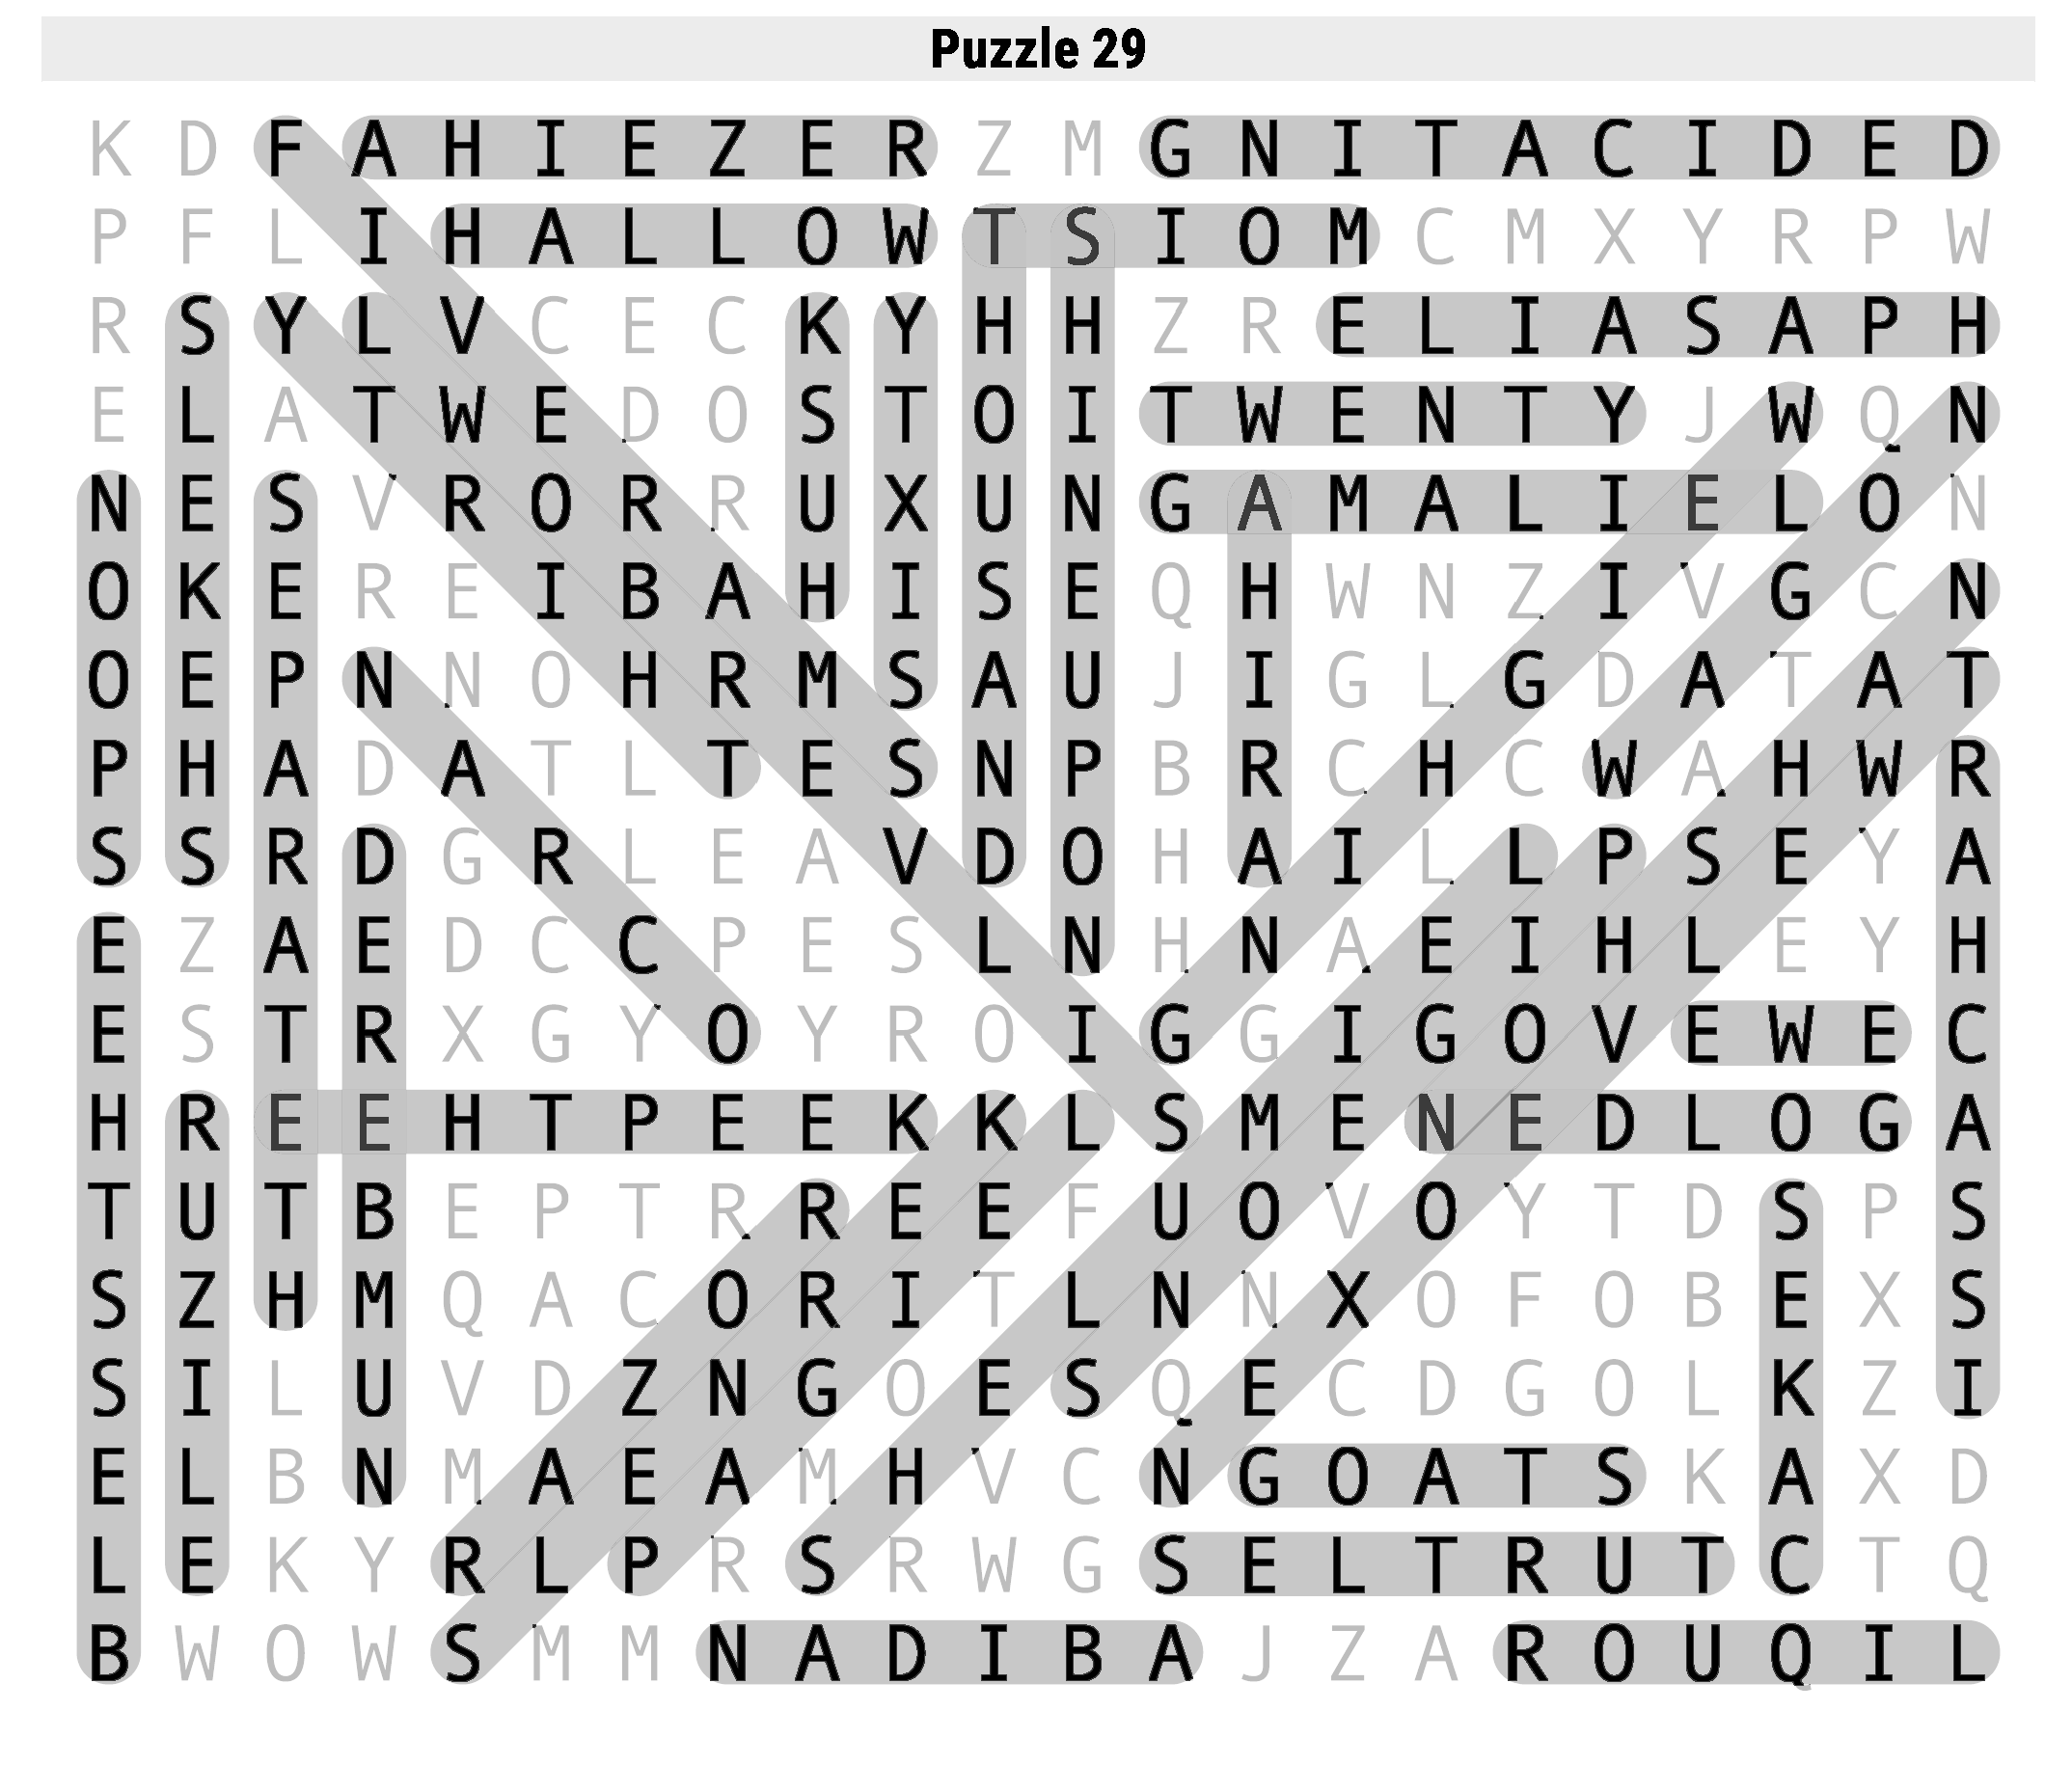 Puzzle 29
K D F A H I E Z E R Z M G N I T A C I D E D
P F L I H A L L O W T S I O M C M X Y R P W
R S Y L V C E C K Y H H Z R E L I A S A P H
E L A T W E D O S T O I T W E N T Y J W Q N
N E S V R O R R U X U N G A M A L I E L O N
O K E R E I B A H I S E Q H W N Z I V G C N
O E P N N O H R M S A U J I G L G D A T A T
P H A D A T L T E S N P B R C H C W A H W R
S S R D G R L E A V D O H A I L L P S E Y A
E Z A E D C C P E S L N H N A E I H L E Y H
E S T R X G Y O Y R O I G G I G O V E W E C
H R E E H T P E E K K L S M E N E D L O G A
T U T B E P T R R E E F U O V O Y T D S P S
S Z H M Q A C O R I T L N N X O F O B E X S
S I L U V D Z N G O E S Q E C D G O L K Z I
E L B N M A E A M H V C N G O A T S K A X D
L E K Y R L P R S R W G S E L T R U T C T Q
B W O W S M M N A D I B A J Z A R O U Q I L